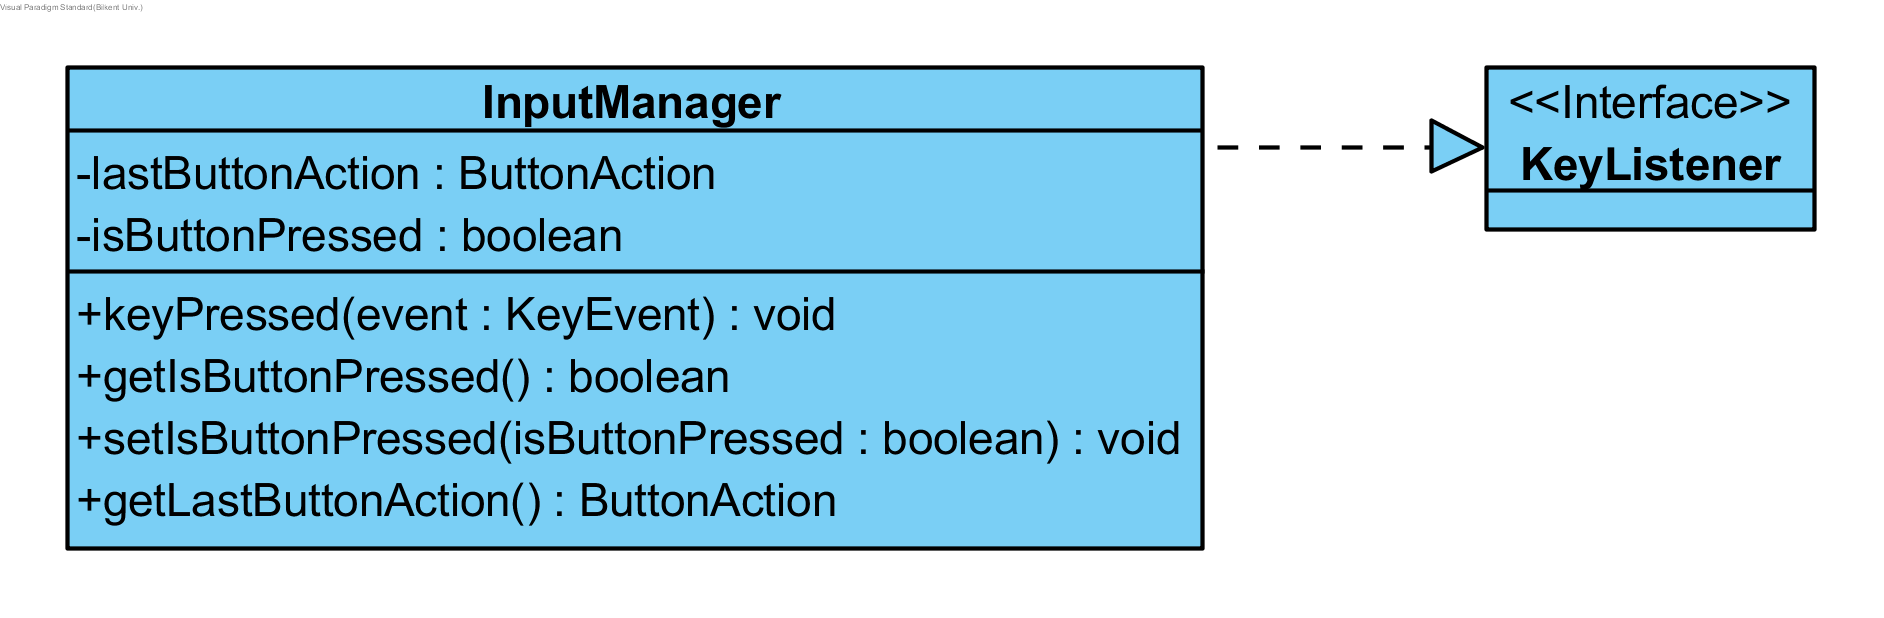 Visual Paradigm Standard(Bilkent Univ.)
InputManager
-lastButtonAction : ButtonAction
-isButtonPressed : boolean
+keyPressed(event : KeyEvent) : void
+getIsButtonPressed() : boolean
+setIsButtonPressed(isButtonPressed : boolean) : void
+getLastButtonAction() : ButtonAction
<<Interface>>
KeyListener